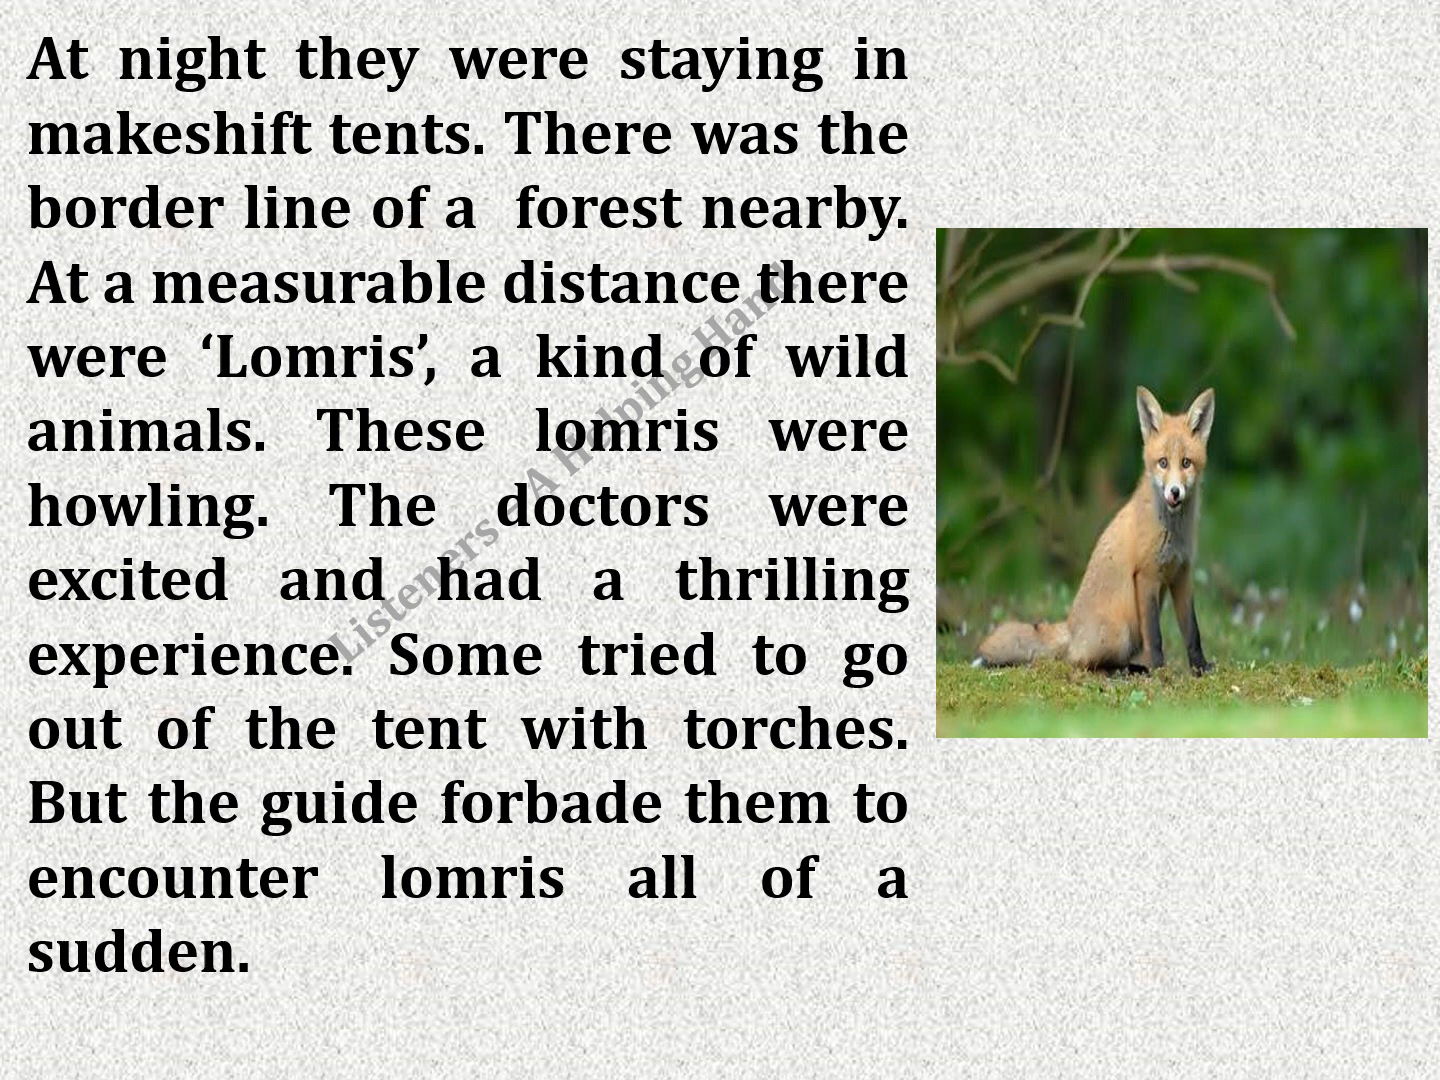 At night they were staying in
makeshift tents. There was the
border line of a forest nearby.
At a measurable distance there
were ‘Lomris’, a kind of wild
animals. These lomris were
howling. The doctors were
excited and had a thrilling
experience. Some tried to go
out of the tent with torches.
But the guide forbade them to
encounter lomris all of a
sudden.
Listeners - A Helping Hand